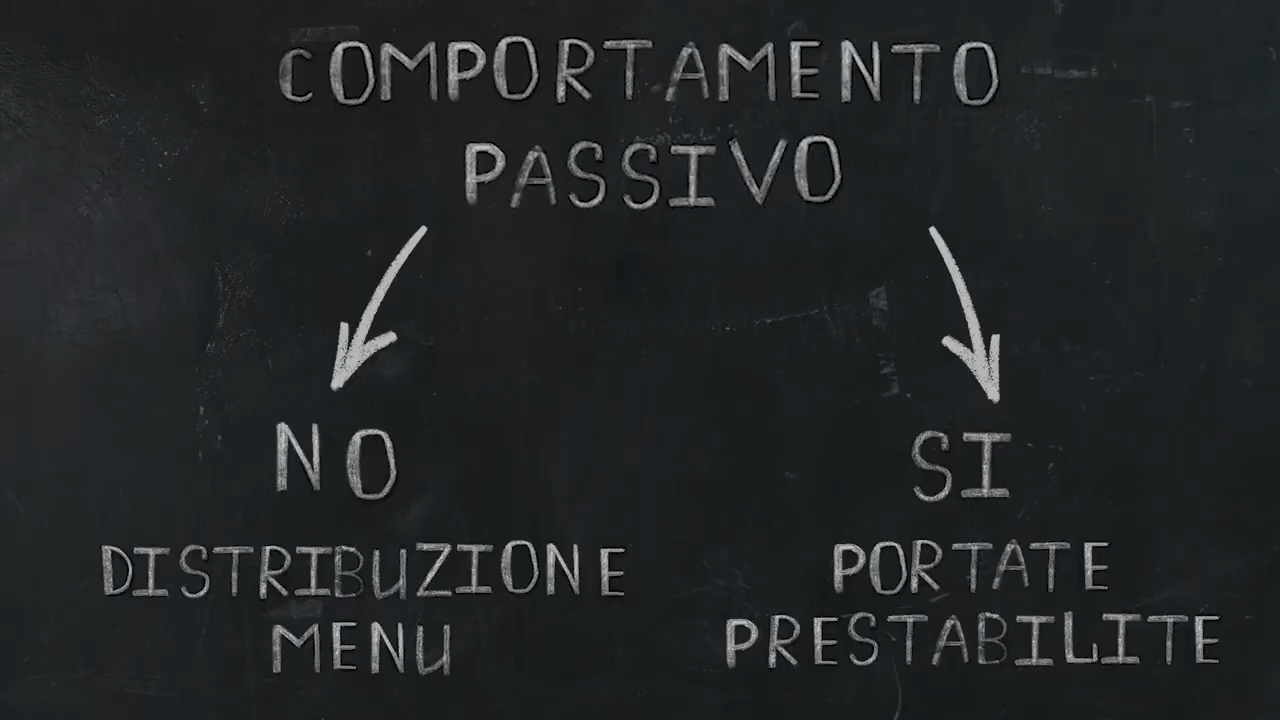 COMPORTAMENTO
PASSIVO
NO
SI
DISTRIBUZIONE
MENU
PORTATE
PRESTABILITE